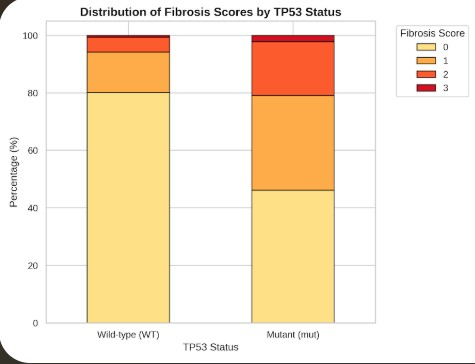 Distribution of Fibrosis Scores by TP53 Status
Fibrosis Score
0
1
2
3
100
80
60
40
20
0
Percentage (%)
Wild-type (WT)
Mutant (mut)
TP53 Status